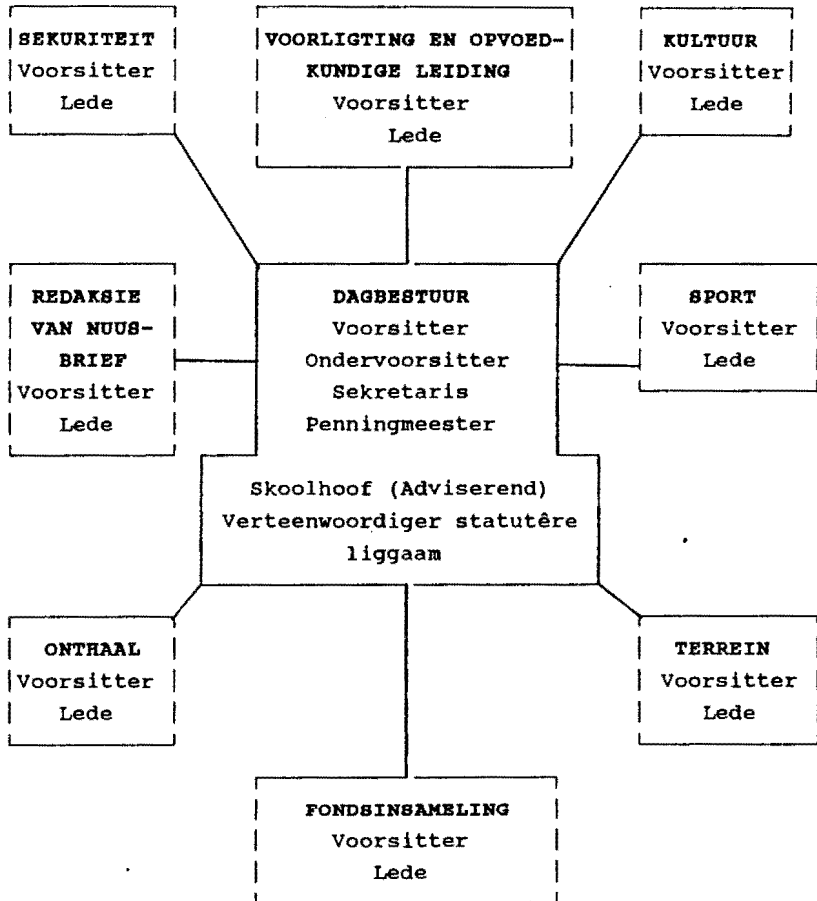 SEKURITEIT
Voorsitter
Lede
VOORLIGTING EN OPVOED-
KUNDIGE LEIDING
Voorsitter
Lede
KULTUUR
Voorsitter
Lede
REDAKSIE
VAN NUUS-
BRIEF
Voorsitter
Lede
DAGBESTUUR
Voorsitter
Ondervoorsitter
Sekretaris
Penningmeester
Skoolhoof (Adviserend)
Verteenwoordiger statutêre
liggaam
SPORT
Voorsitter
Lede
ONTHAAL
Voorsitter
Lede
TERREIN
Voorsitter
Lede
FONDSINSAMELING
Voorsitter
Lede